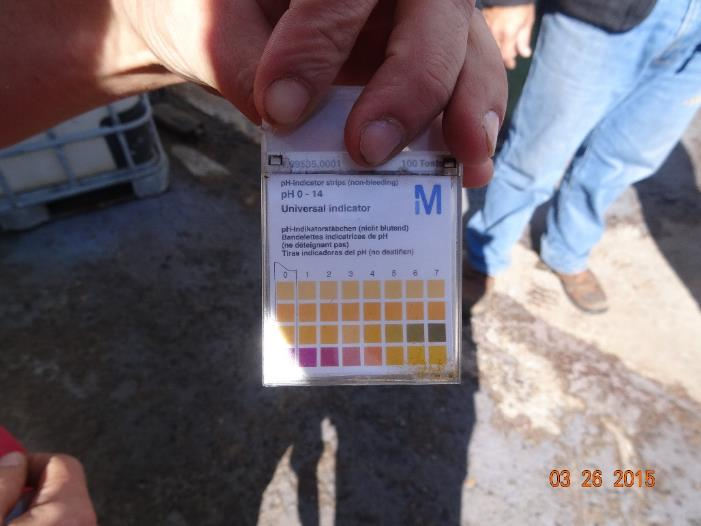 .99535.0001 100 Tests
pH-indicator strips (non-bleeding)
pH 0 - 14
Universal indicator
M
pH-Indikatorstäbchen (nicht blutend)
Bandelettes indicatrices de pH
(ne déteignant pas)
Tiras indicadoras del pH (no destiñen)
0 1 2 3 4 5 6 7
03 26 2015